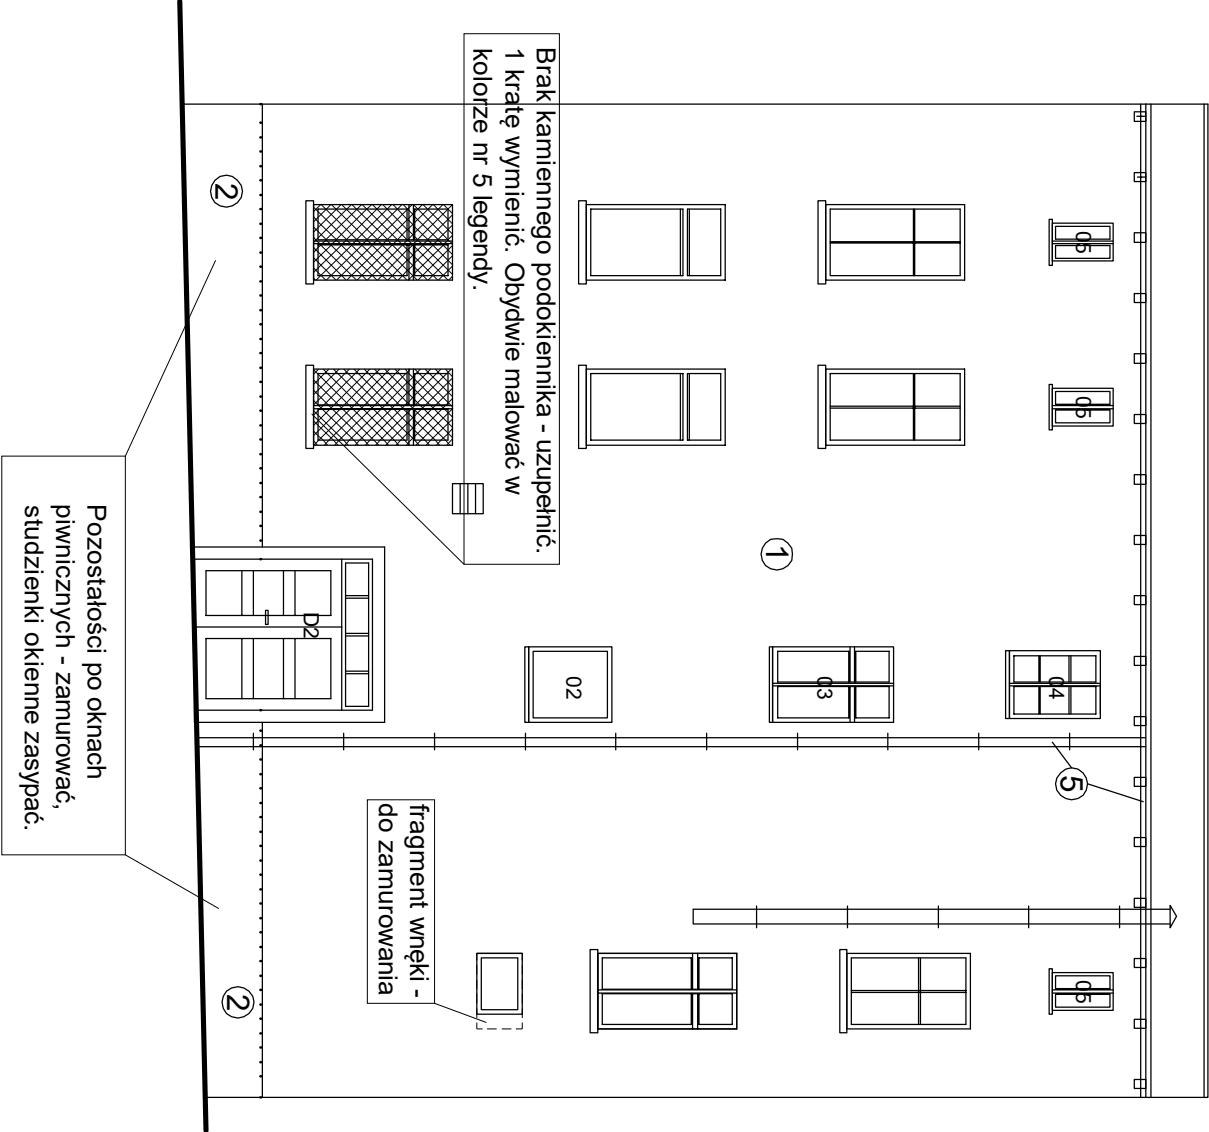 05
05
05
Brak kamiennego podokiennika - uzupełnić.
1 kratę wymienić. Obydwie malować w
kolorze nr 5 legendy.
1
04
03
02
D2
5
fragment wnęki -
do zamurowania
2
2
Pozostałości po oknach
piwnicznych - zamurować,
studzienki okienne zasypać.